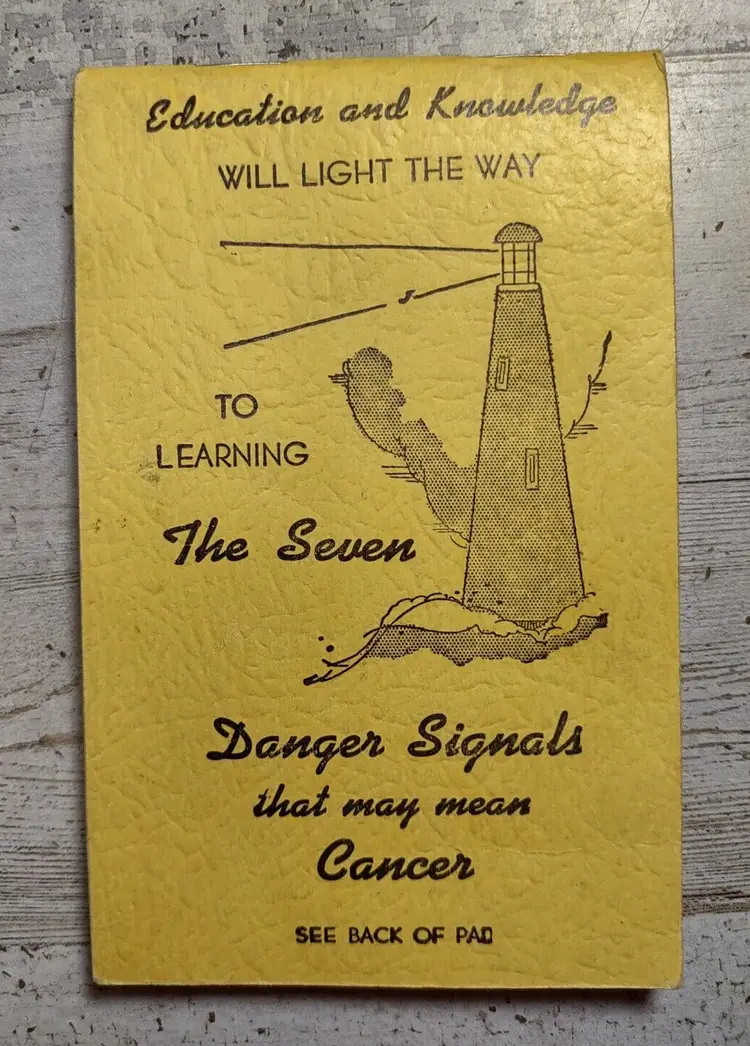 Education and Knowledge
WILL LIGHT THE WAY
TO
LEARNING
The Seven
Danger Signals
that may mean
Cancer
SEE BACK OF PAD